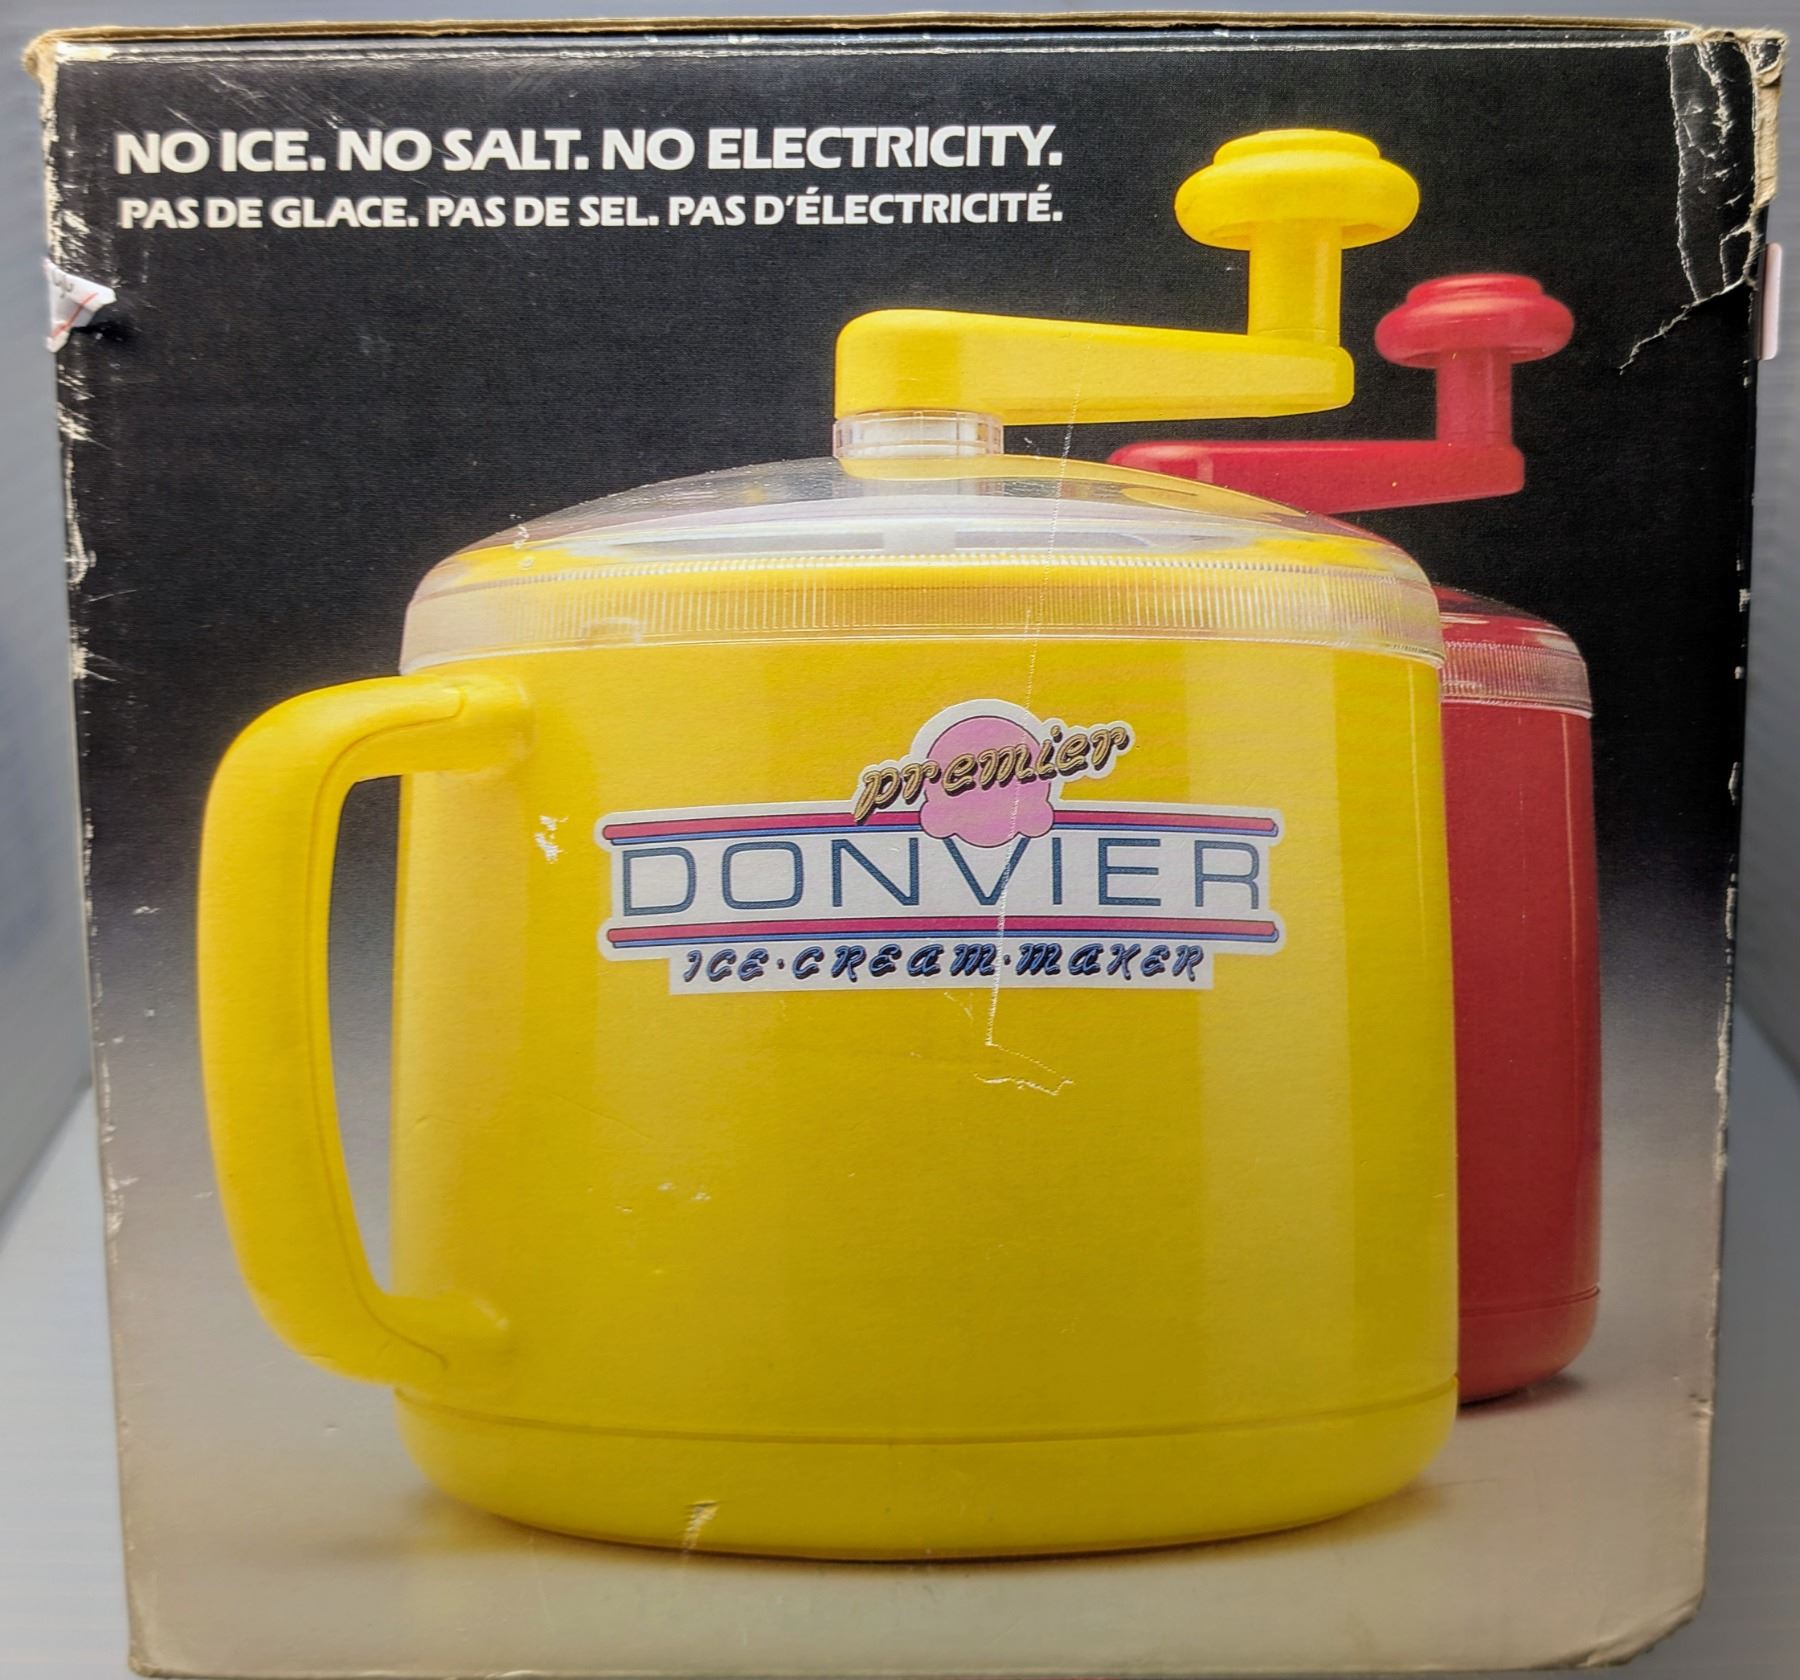 NO ICE. NO SALT. NO ELECTRICITY.
PAS DE GLACE. PAS DE SEL. PAS D'ÉLECTRICITÉ.
premier
DONVIER
ICE·CREAM·MAKER